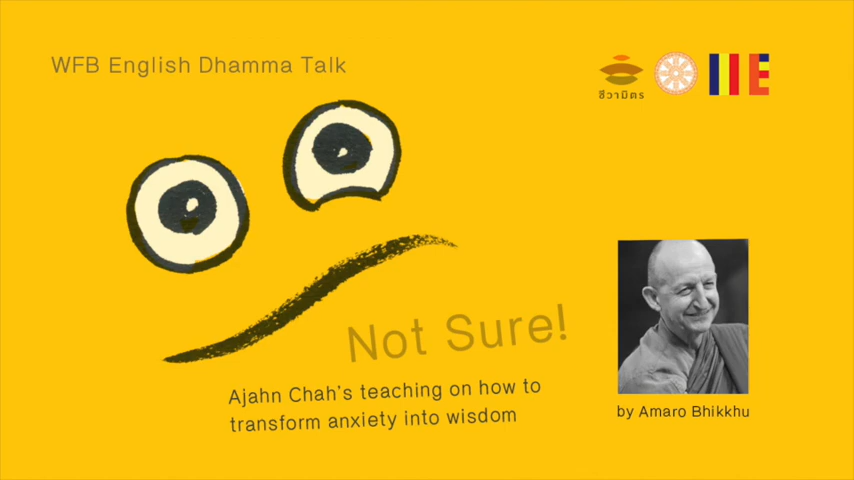 WFB English Dhamma Talk
ชีวามิตร
Not Sure!
Ajahn Chah's teaching on how to
transform anxiety into wisdom
by Amaro Bhikkhu